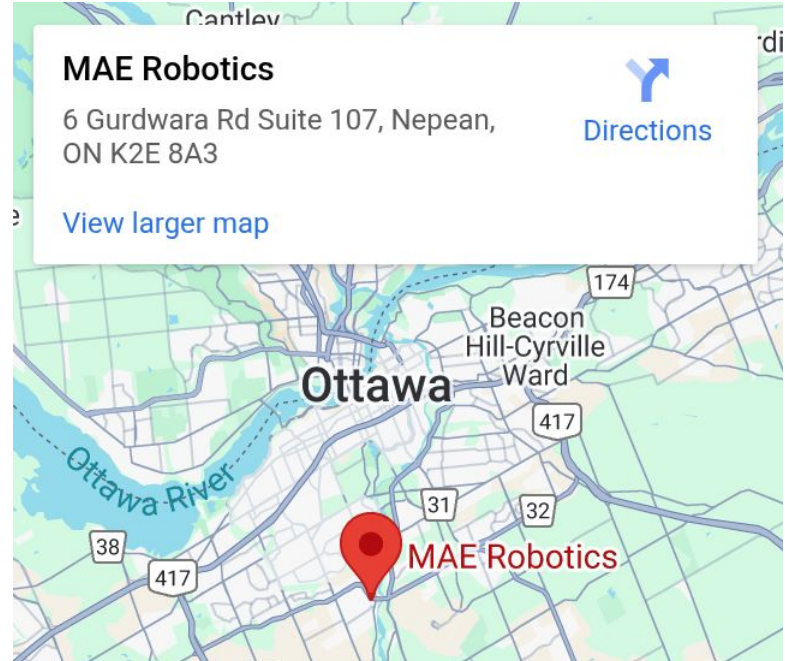 Cantley
MAE Robotics
6 Gurdwara Rd Suite 107, Nepean,
ON K2E 8A3
Directions
View larger map
174
Beacon
Hill-Cyrville
Ward
Ottawa
417
Ottawa River
31
32
38
MAE Robotics
417